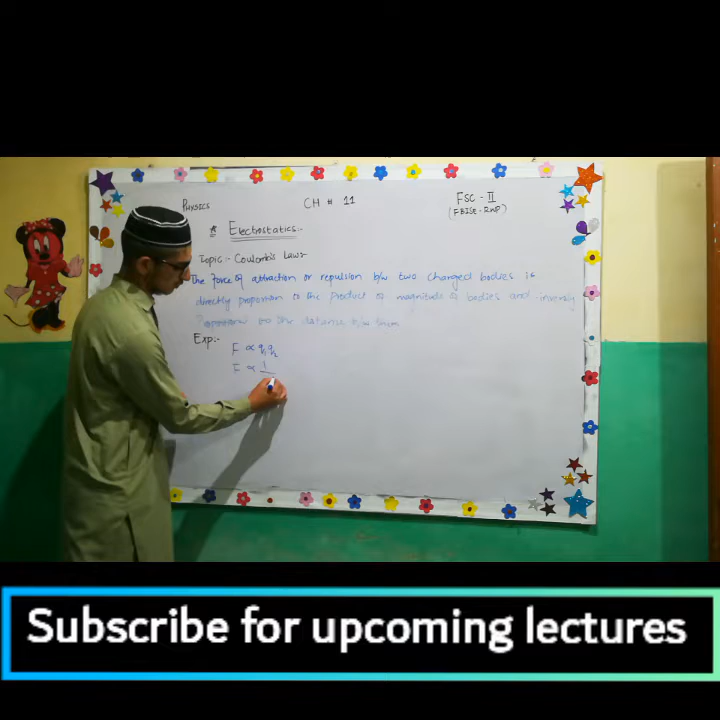 PHYSICS
CH # 11
FSC - II
(FBISE-RWP)
* Electrostatics:-
Topic:- Coulomb's Law:-
The Force of attraction or repulsion b/w two charged bodies is
directly proportion to the product of magnitude of bodies and inversly
to the distance b/w them
Exp:-
F ∝ q₁q₂
F ∝ 1
Subscribe for upcoming lectures